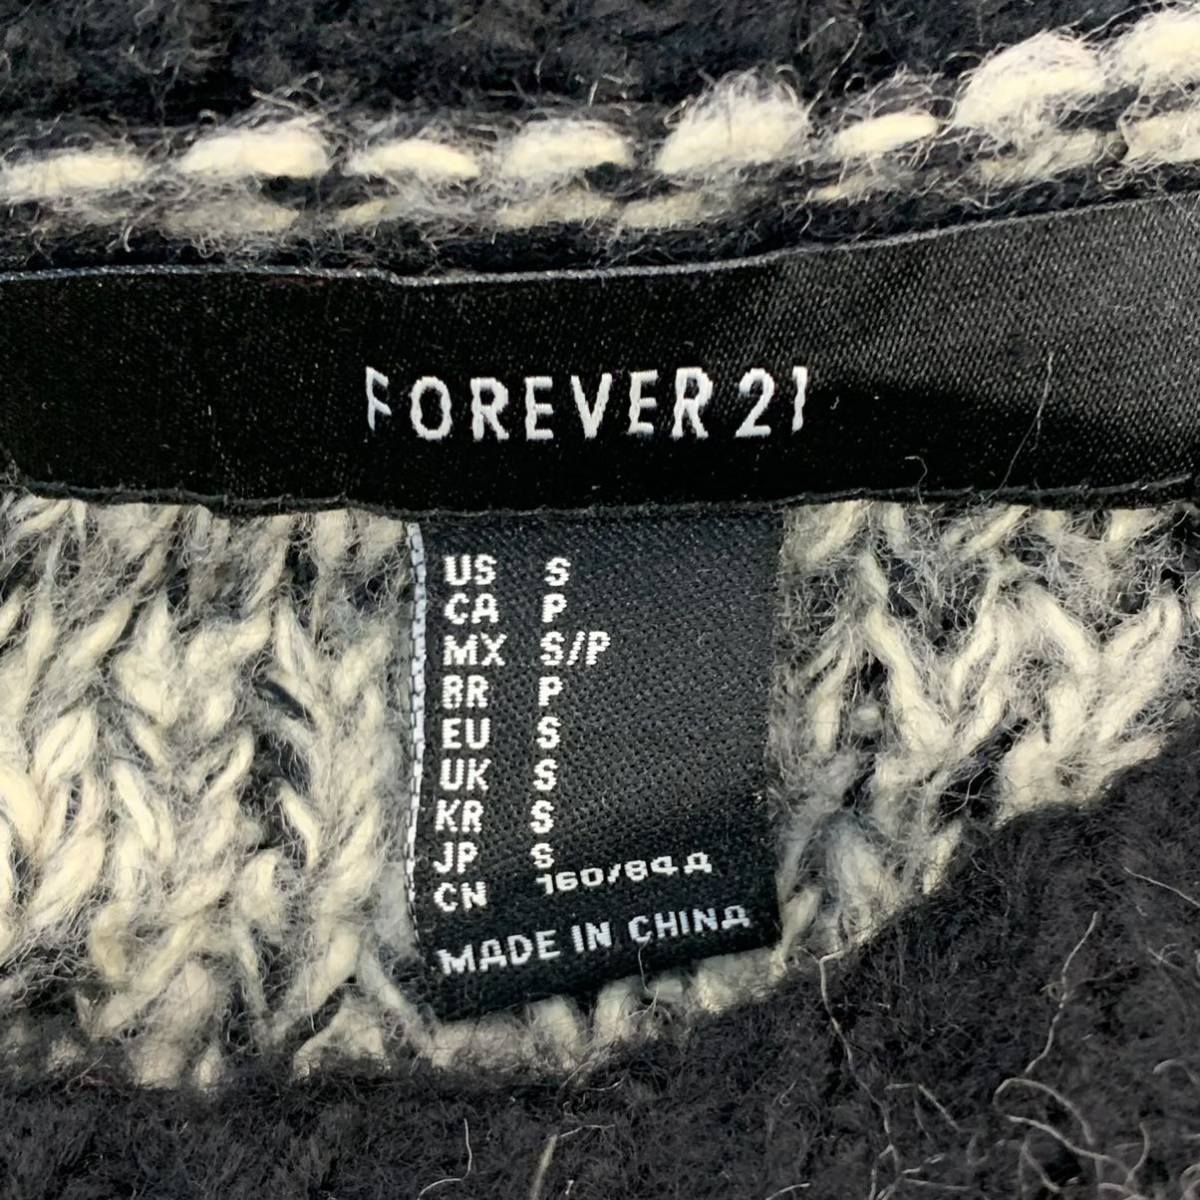 FOREVER 21
US S
CA P
MX S/P
BR P
EU S
UK S
KR S
JP S
CN 160/84A
MADE IN CHINA